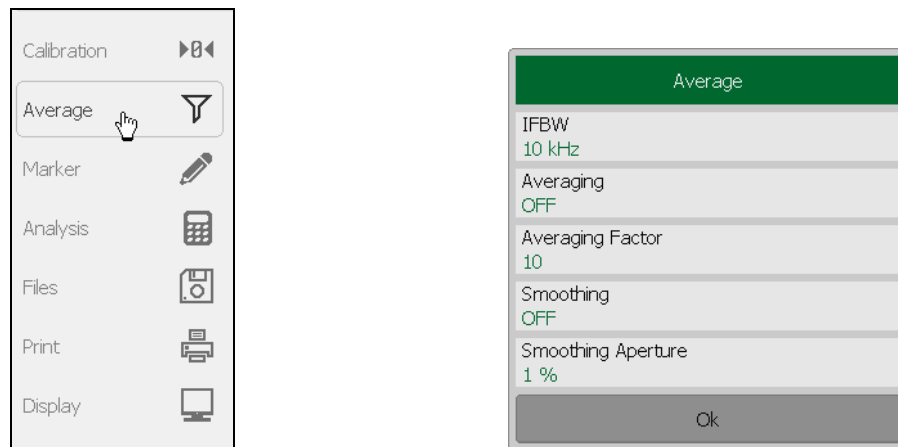 Calibration
Average
Marker
Analysis
Files
Print
Display
Average
IFBW
10 kHz
Averaging
OFF
Averaging Factor
10
Smoothing
OFF
Smoothing Aperture
1 %
Ok